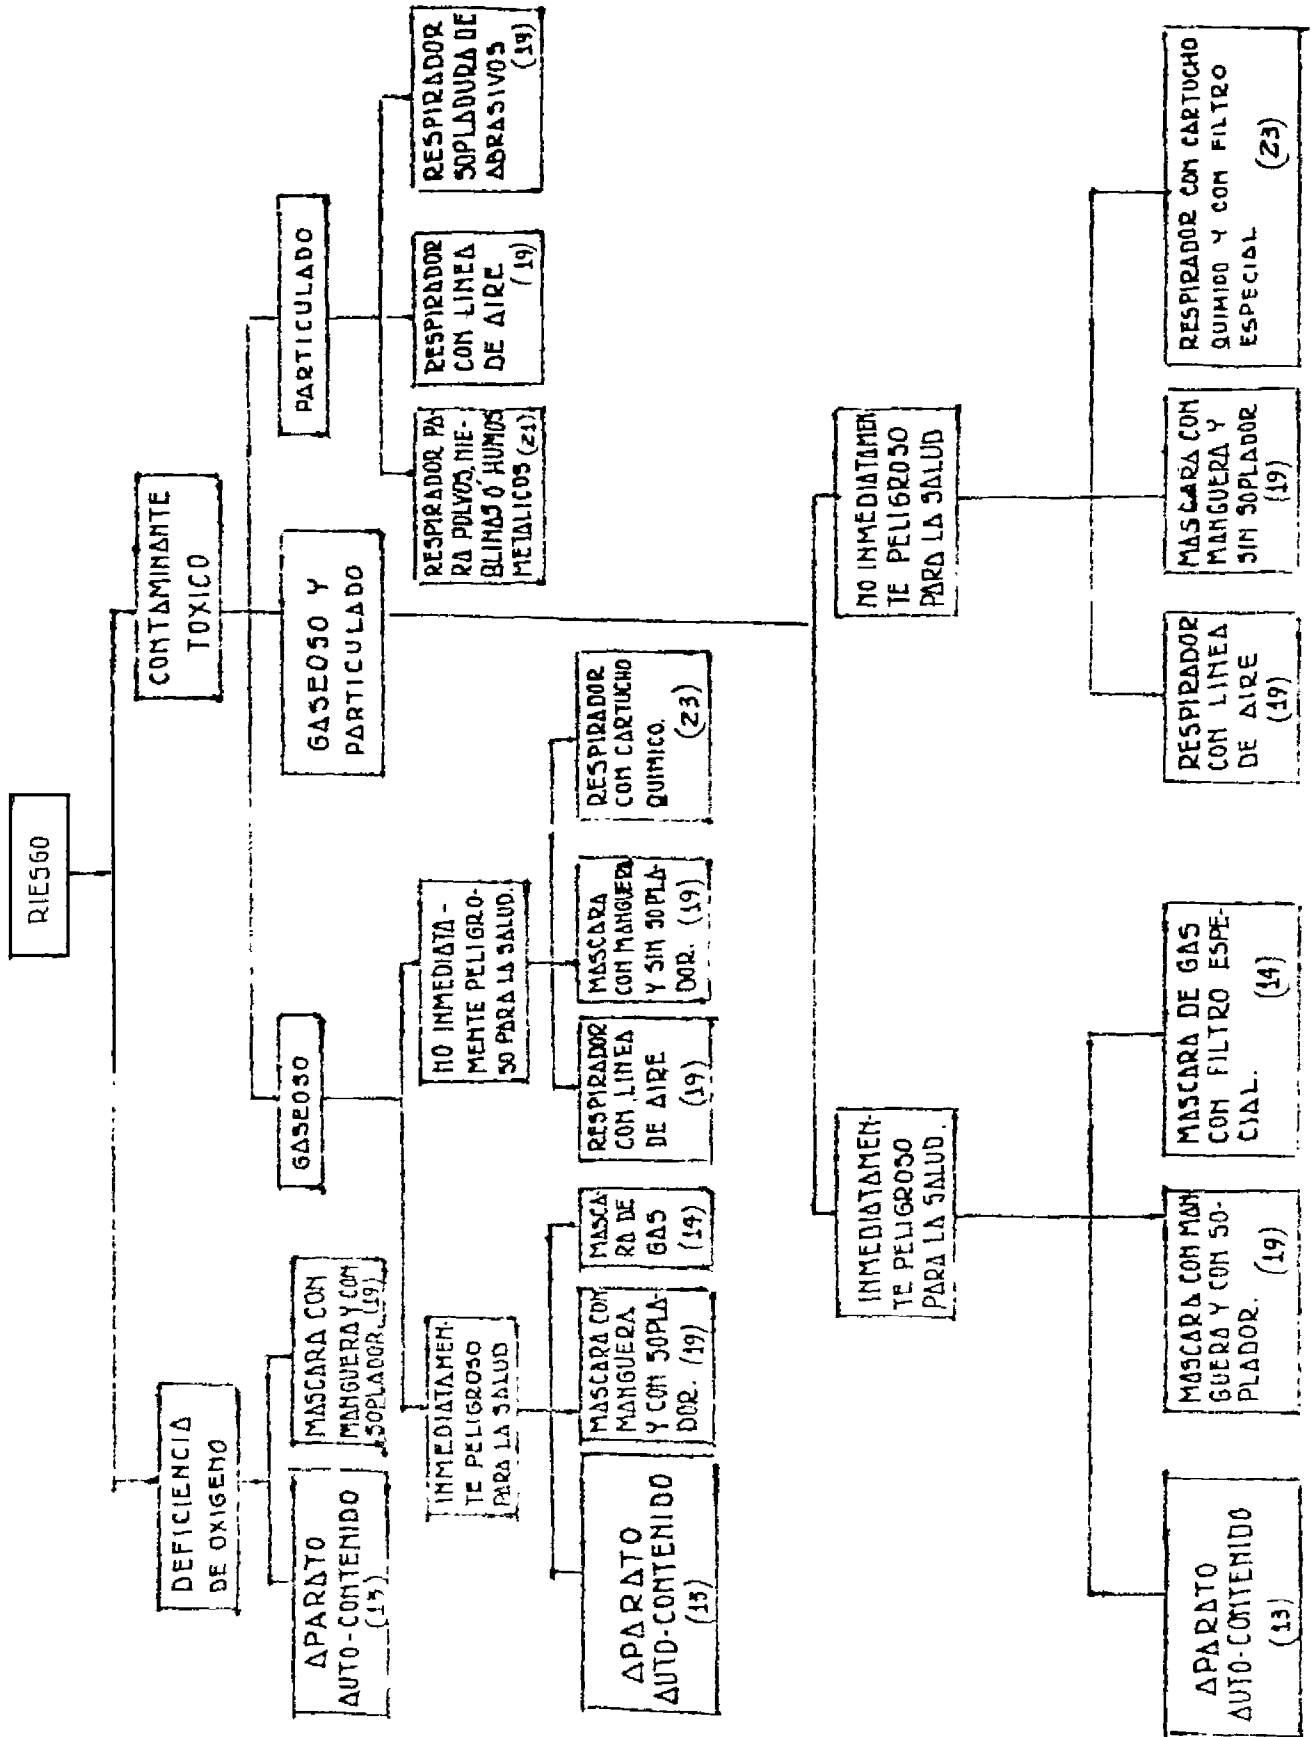 RIESGO
DEFICIENCIA
DE OXIGENO
CONTAMINANTE
TOXICO
APARATO
AUTO-CONTENIDO
(13)
MASCARA CON
MANGUERA Y CON
SOPLADOR. (19)
GASEOSO
GASEOSO Y
PARTICULADO
PARTICULADO
INMEDIATAMEN-
TE PELIGROSO
PARA LA SALUD
NO INMEDIATA-
MENTE PELIGRO-
SO PARA LA SALUD.
RESPIRADOR PA-
RA POLVOS, NIE-
BLINAS Ó HUMOS
METALICOS (21)
RESPIRADOR
CON LINEA
DE AIRE
(19)
RESPIRADOR
SOPLADURA DE
ABRASIVOS
(19)
APARATO
AUTO-CONTENIDO
(13)
MASCARA CON
MANGUERA
Y CON SOPLA-
DOR. (19)
MASCA-
RA DE
GAS
(14)
RESPIRADOR
CON LINEA
DE AIRE
(19)
MASCARA
CON MANGUERA
Y SIN SOPLA-
DOR. (19)
RESPIRADOR
CON CARTUCHO
QUIMICO.
(23)
INMEDIATAMEN-
TE PELIGROSO
PARA LA SALUD.
NO INMEDIATAMEN
TE PELIGROSO
PARA LA SALUD
APARATO
AUTO-CONTENIDO
(13)
MASCARA CON MAN
GUERA Y CON SO-
PLADOR.
(19)
MASCARA DE GAS
CON FILTRO ESPE-
CIAL.
(14)
RESPIRADOR
CON LINEA
DE AIRE
(19)
MASCARA CON
MANGUERA Y
SIN SOPLADOR
(19)
RESPIRADOR CON CARTUCHO
QUIMICO Y CON FILTRO
ESPECIAL
(23)